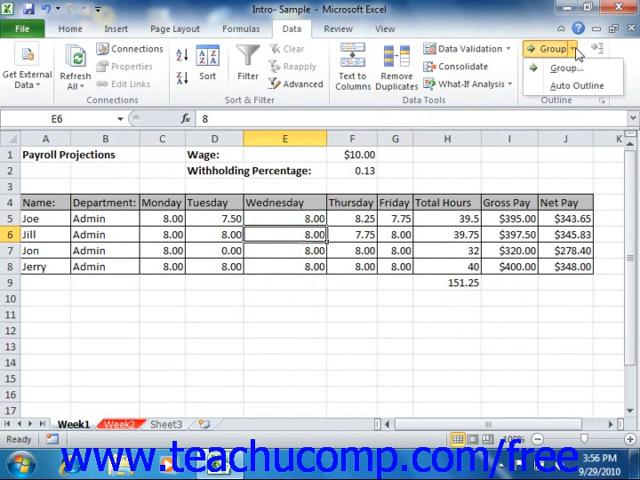 Intro- Sample - Microsoft Excel
File Home Insert Page Layout Formulas Data Review View
Get External Data
Refresh All
Connections
Properties
Edit Links
Connections
Sort
Filter
Clear
Reapply
Advanced
Sort & Filter
Text to Columns
Remove Duplicates
Data Validation
Consolidate
What-If Analysis
Data Tools
Group
Group...
Auto Outline
Outline
E6 fx 8
A B C D E F G H I J K
1 Payroll Projections Wage: $10.00
2 Withholding Percentage: 0.13
3
4 Name: Department: Monday Tuesday Wednesday Thursday Friday Total Hours Gross Pay Net Pay
5 Joe Admin 8.00 7.50 8.00 8.25 7.75 39.5 $395.00 $343.65
6 Jill Admin 8.00 8.00 8.00 7.75 8.00 39.75 $397.50 $345.83
7 Jon Admin 8.00 0.00 8.00 8.00 8.00 32 $320.00 $278.40
8 Jerry Admin 8.00 8.00 8.00 8.00 8.00 40 $400.00 $348.00
9 151.25
10
11
12
13
14
15
16
17
Week1 Week2 Sheet3
Ready 100%
www.teachucomp.com/free
3:56 PM
9/29/2010